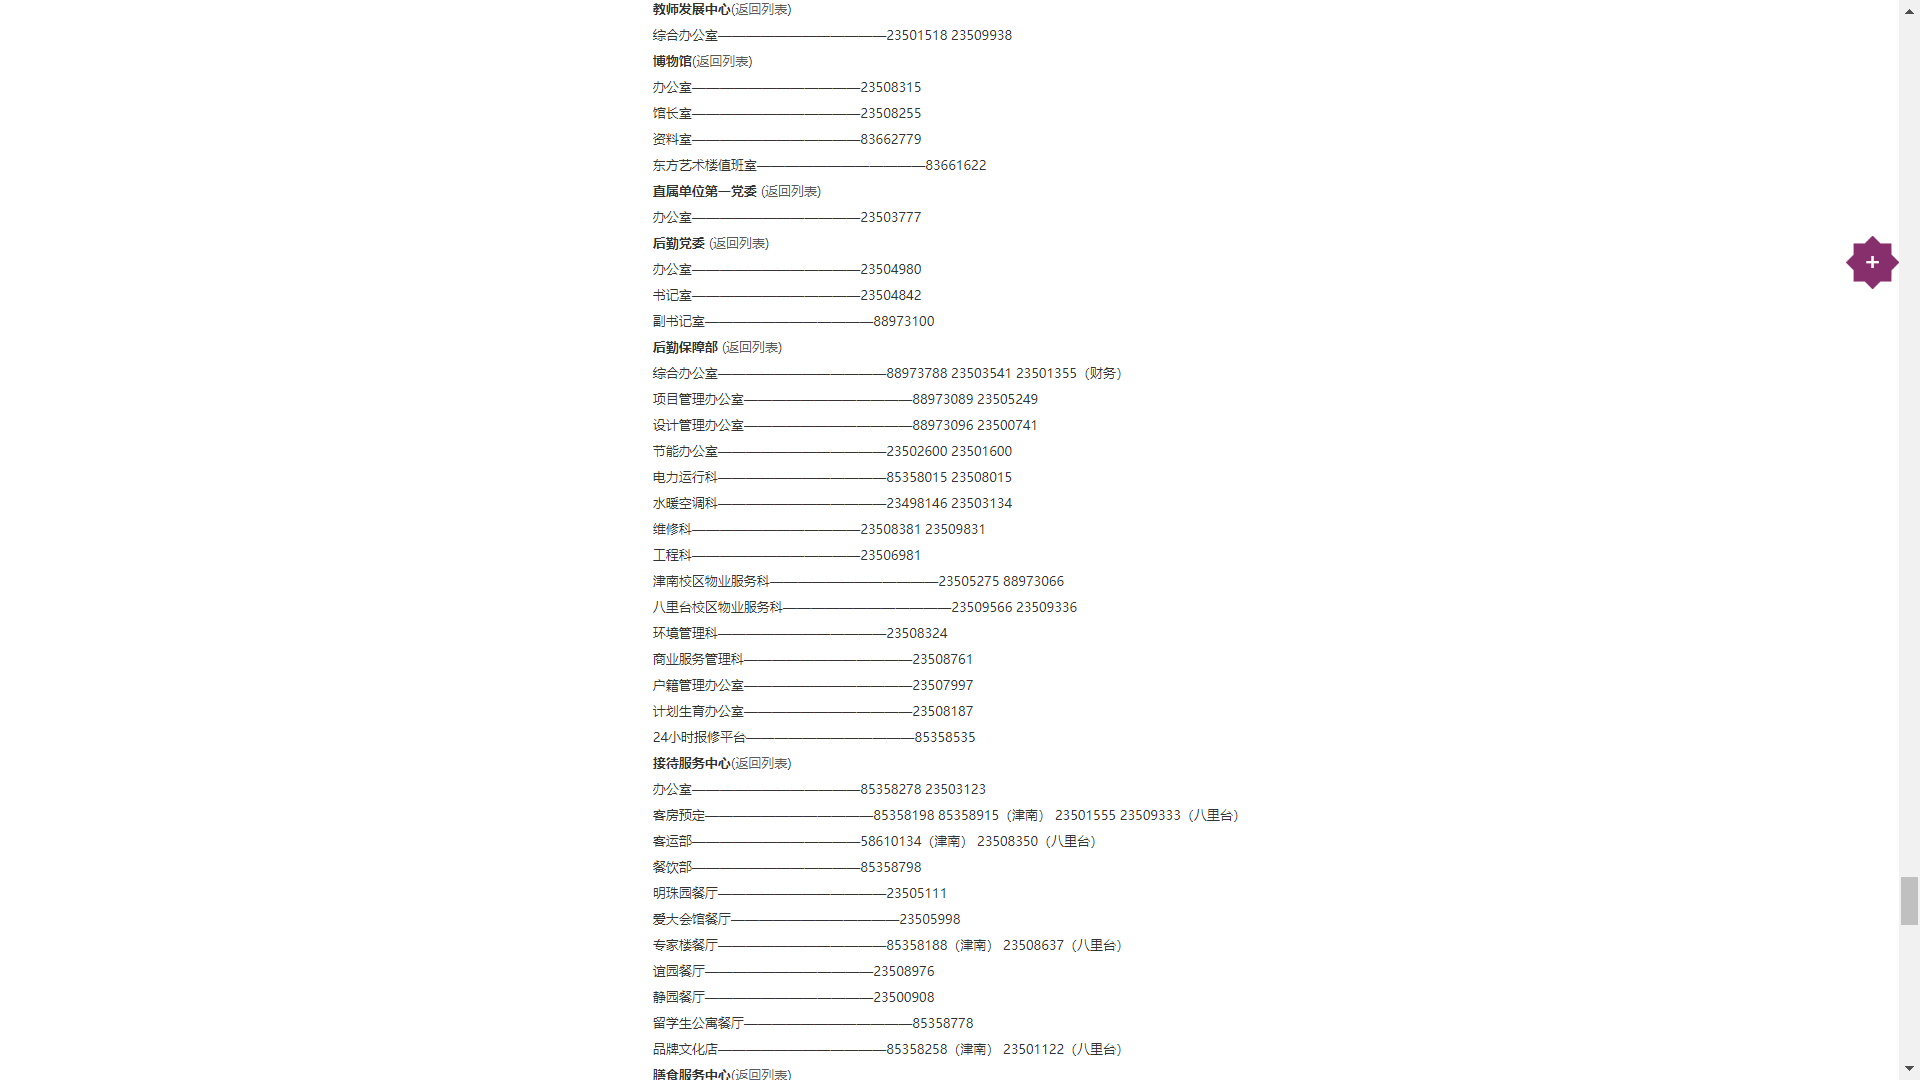 教师发展中心(返回列表)
综合办公室————————————23501518 23509938
博物馆(返回列表)
办公室————————————23508315
馆长室————————————23508255
资料室————————————83662779
东方艺术楼值班室————————————83661622
直属单位第一党委 (返回列表)
办公室————————————23503777
后勤党委 (返回列表)
办公室————————————23504980
书记室————————————23504842
副书记室————————————88973100
后勤保障部 (返回列表)
综合办公室————————————88973788 23503541 23501355（财务）
项目管理办公室————————————88973089 23505249
设计管理办公室————————————88973096 23500741
节能办公室————————————23502600 23501600
电力运行科————————————85358015 23508015
水暖空调科————————————23498146 23503134
维修科————————————23508381 23509831
工程科————————————23506981
津南校区物业服务科————————————23505275 88973066
八里台校区物业服务科————————————23509566 23509336
环境管理科————————————23508324
商业服务管理科————————————23508761
户籍管理办公室————————————23507997
计划生育办公室————————————23508187
24小时报修平台————————————85358535
接待服务中心(返回列表)
办公室————————————85358278 23503123
客房预定————————————85358198 85358915（津南） 23501555 23509333（八里台）
客运部————————————58610134（津南） 23508350（八里台）
餐饮部————————————85358798
明珠园餐厅————————————23505111
爱大会馆餐厅————————————23505998
专家楼餐厅————————————85358188（津南） 23508637（八里台）
谊园餐厅————————————23508976
静园餐厅————————————23500908
留学生公寓餐厅————————————85358778
品牌文化店————————————85358258（津南） 23501122（八里台）
膳食服务中心(返回列表)